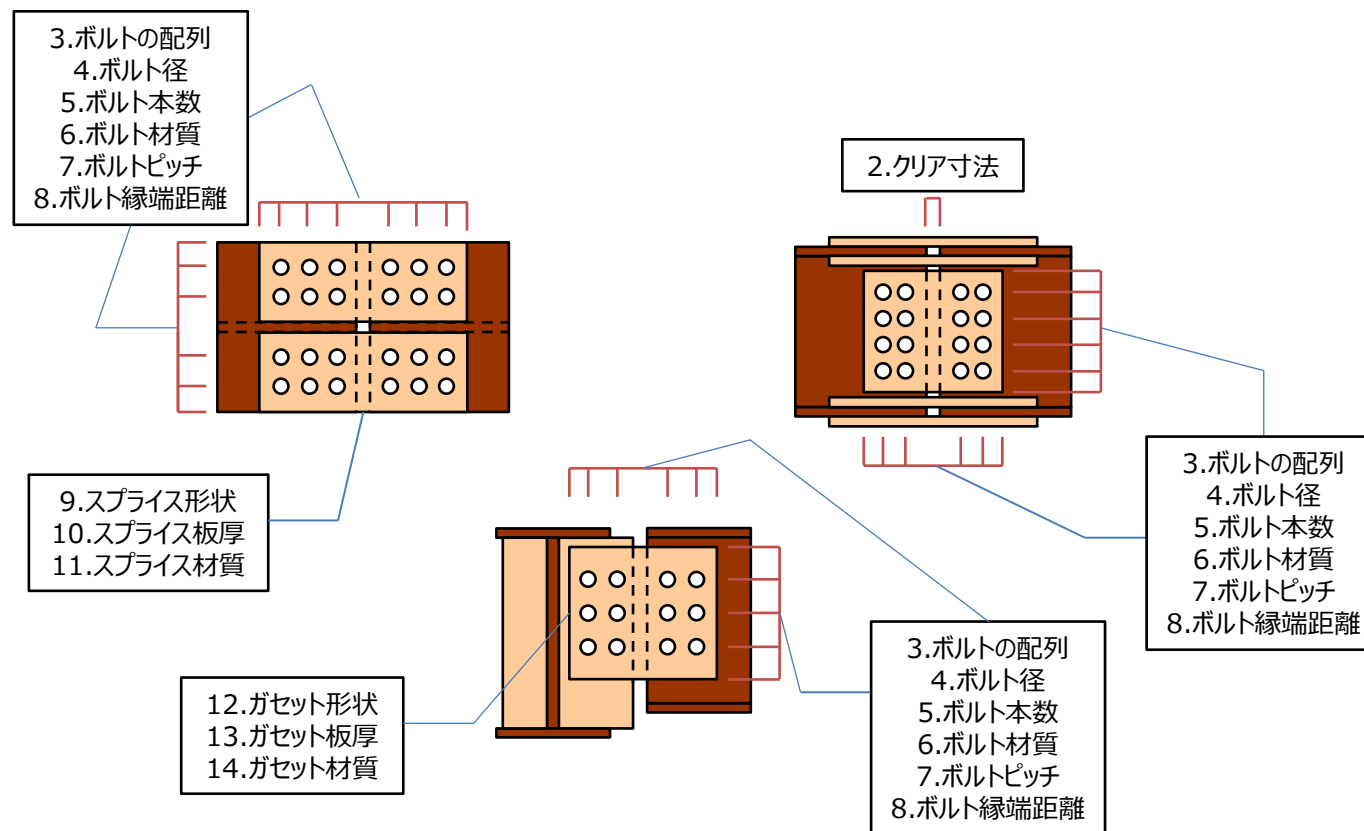 3.ボルトの配列
4.ボルト径
5.ボルト本数
6.ボルト材質
7.ボルトピッチ
8.ボルト縁端距離
2.クリア寸法
9.スプライス形状
10.スプライス板厚
11.スプライス材質
3.ボルトの配列
4.ボルト径
5.ボルト本数
6.ボルト材質
7.ボルトピッチ
8.ボルト縁端距離
12.ガセット形状
13.ガセット板厚
14.ガセット材質
3.ボルトの配列
4.ボルト径
5.ボルト本数
6.ボルト材質
7.ボルトピッチ
8.ボルト縁端距離